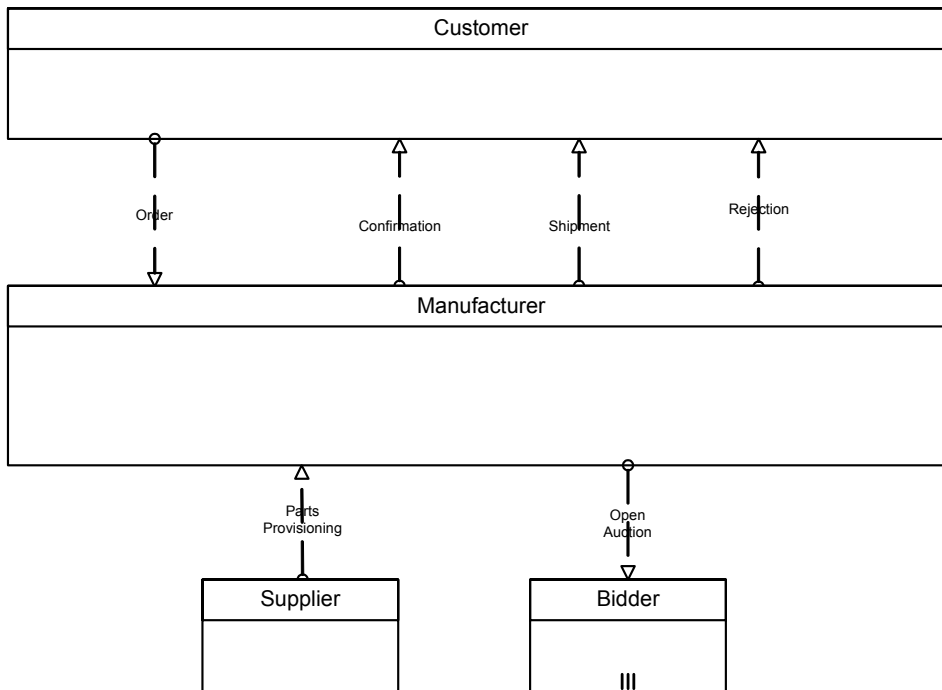 Customer
Order
Confirmation
Shipment
Rejection
Manufacturer
Parts
Provisioning
Open
Auction
Supplier
Bidder